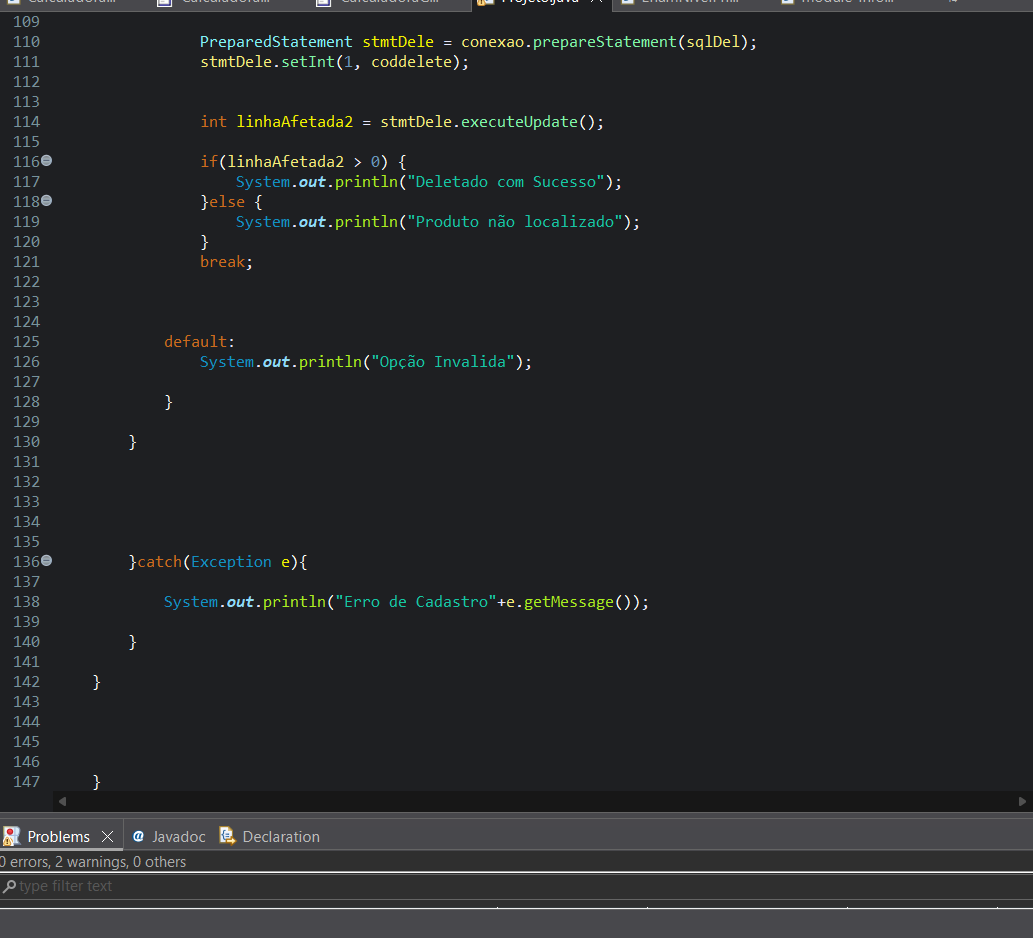 Projeto.java
109
110 PreparedStatement stmtDele = conexao.prepareStatement(sqlDel);
111 stmtDele.setInt(1, coddelete);
112
113
114 int linhaAfetada2 = stmtDele.executeUpdate();
115
116 if(linhaAfetada2 > 0) {
117 System.out.println("Deletado com Sucesso");
118 }else {
119 System.out.println("Produto não localizado");
120 }
121 break;
122
123
124
125 default:
126 System.out.println("Opção Invalida");
127
128 }
129
130 }
131
132
133
134
135
136 }catch(Exception e){
137
138 System.out.println("Erro de Cadastro"+e.getMessage());
139
140 }
141
142 }
143
144
145
146
147 }
Problems Javadoc Declaration
0 errors, 2 warnings, 0 others
type filter text